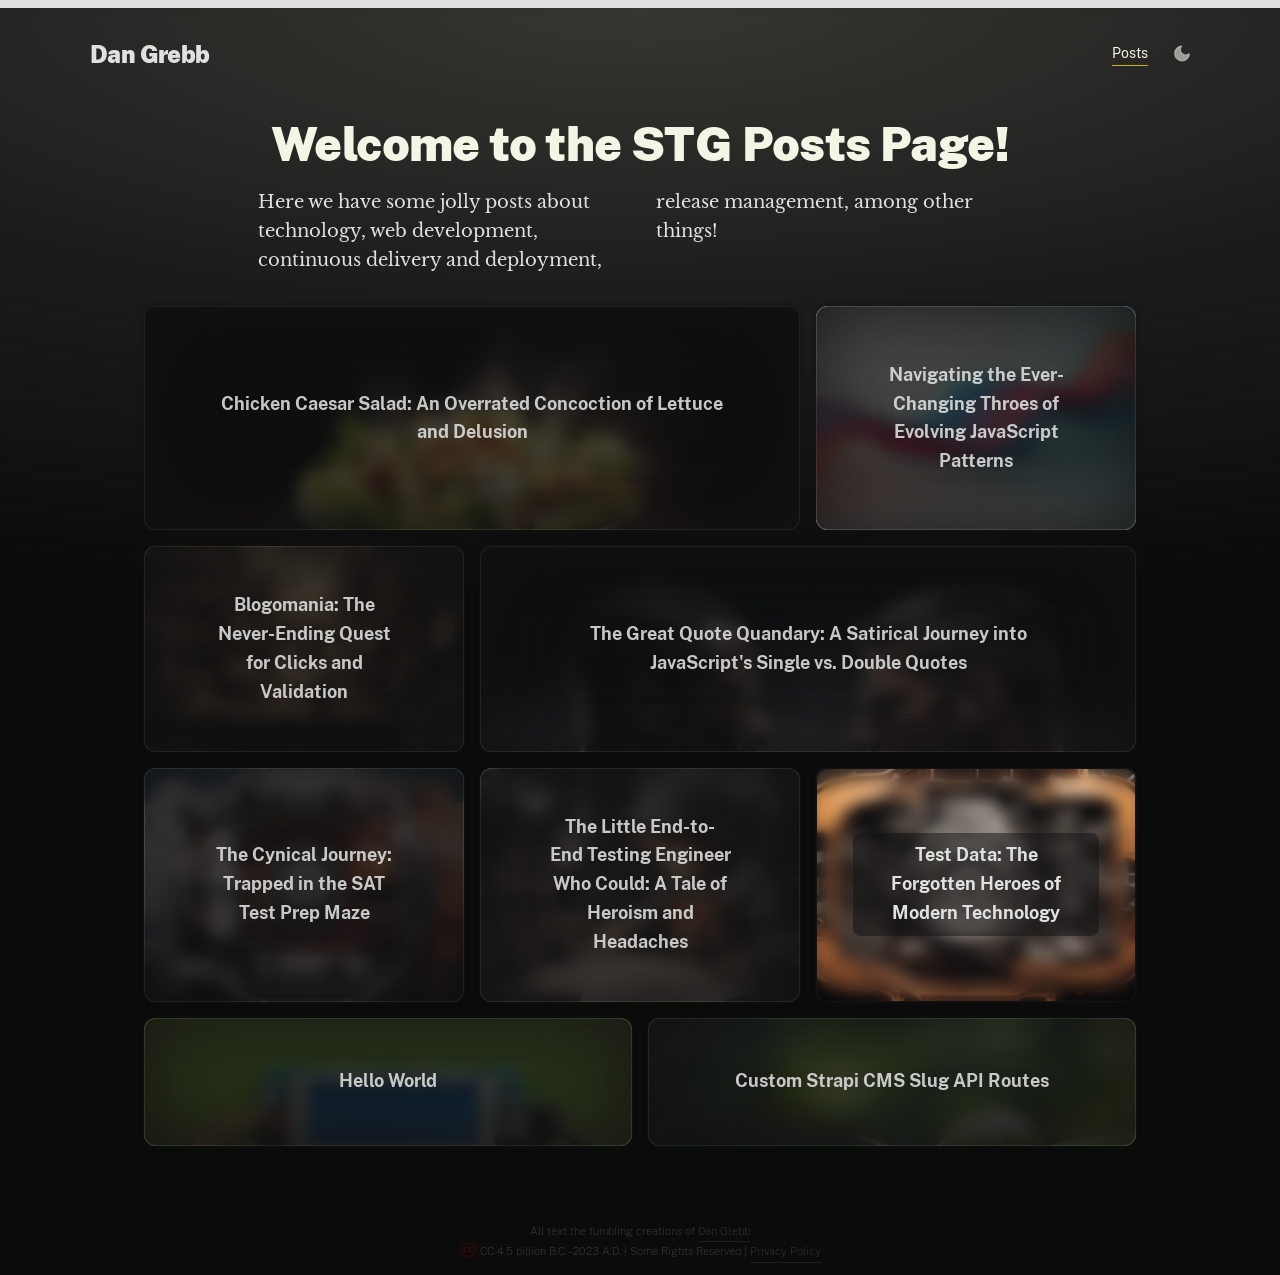 Dan Grebb
Posts
Welcome to the STG Posts Page!
Here we have some jolly posts about
technology, web development,
continuous delivery and deployment,
release management, among other
things!
Chicken Caesar Salad: An Overrated Concoction of Lettuce
and Delusion
Navigating the Ever-
Changing Throes of
Evolving JavaScript
Patterns
Blogomania: The
Never-Ending Quest
for Clicks and
Validation
The Great Quote Quandary: A Satirical Journey into
JavaScript's Single vs. Double Quotes
The Cynical Journey:
Trapped in the SAT
Test Prep Maze
The Little End-to-
End Testing Engineer
Who Could: A Tale of
Heroism and
Headaches
Test Data: The
Forgotten Heroes of
Modern Technology
Hello World
Custom Strapi CMS Slug API Routes
All text the fumbling creations of Dan Grebb
CC 4.5 billion B.C.–2023 A.D. | Some Rights Reserved | Privacy Policy